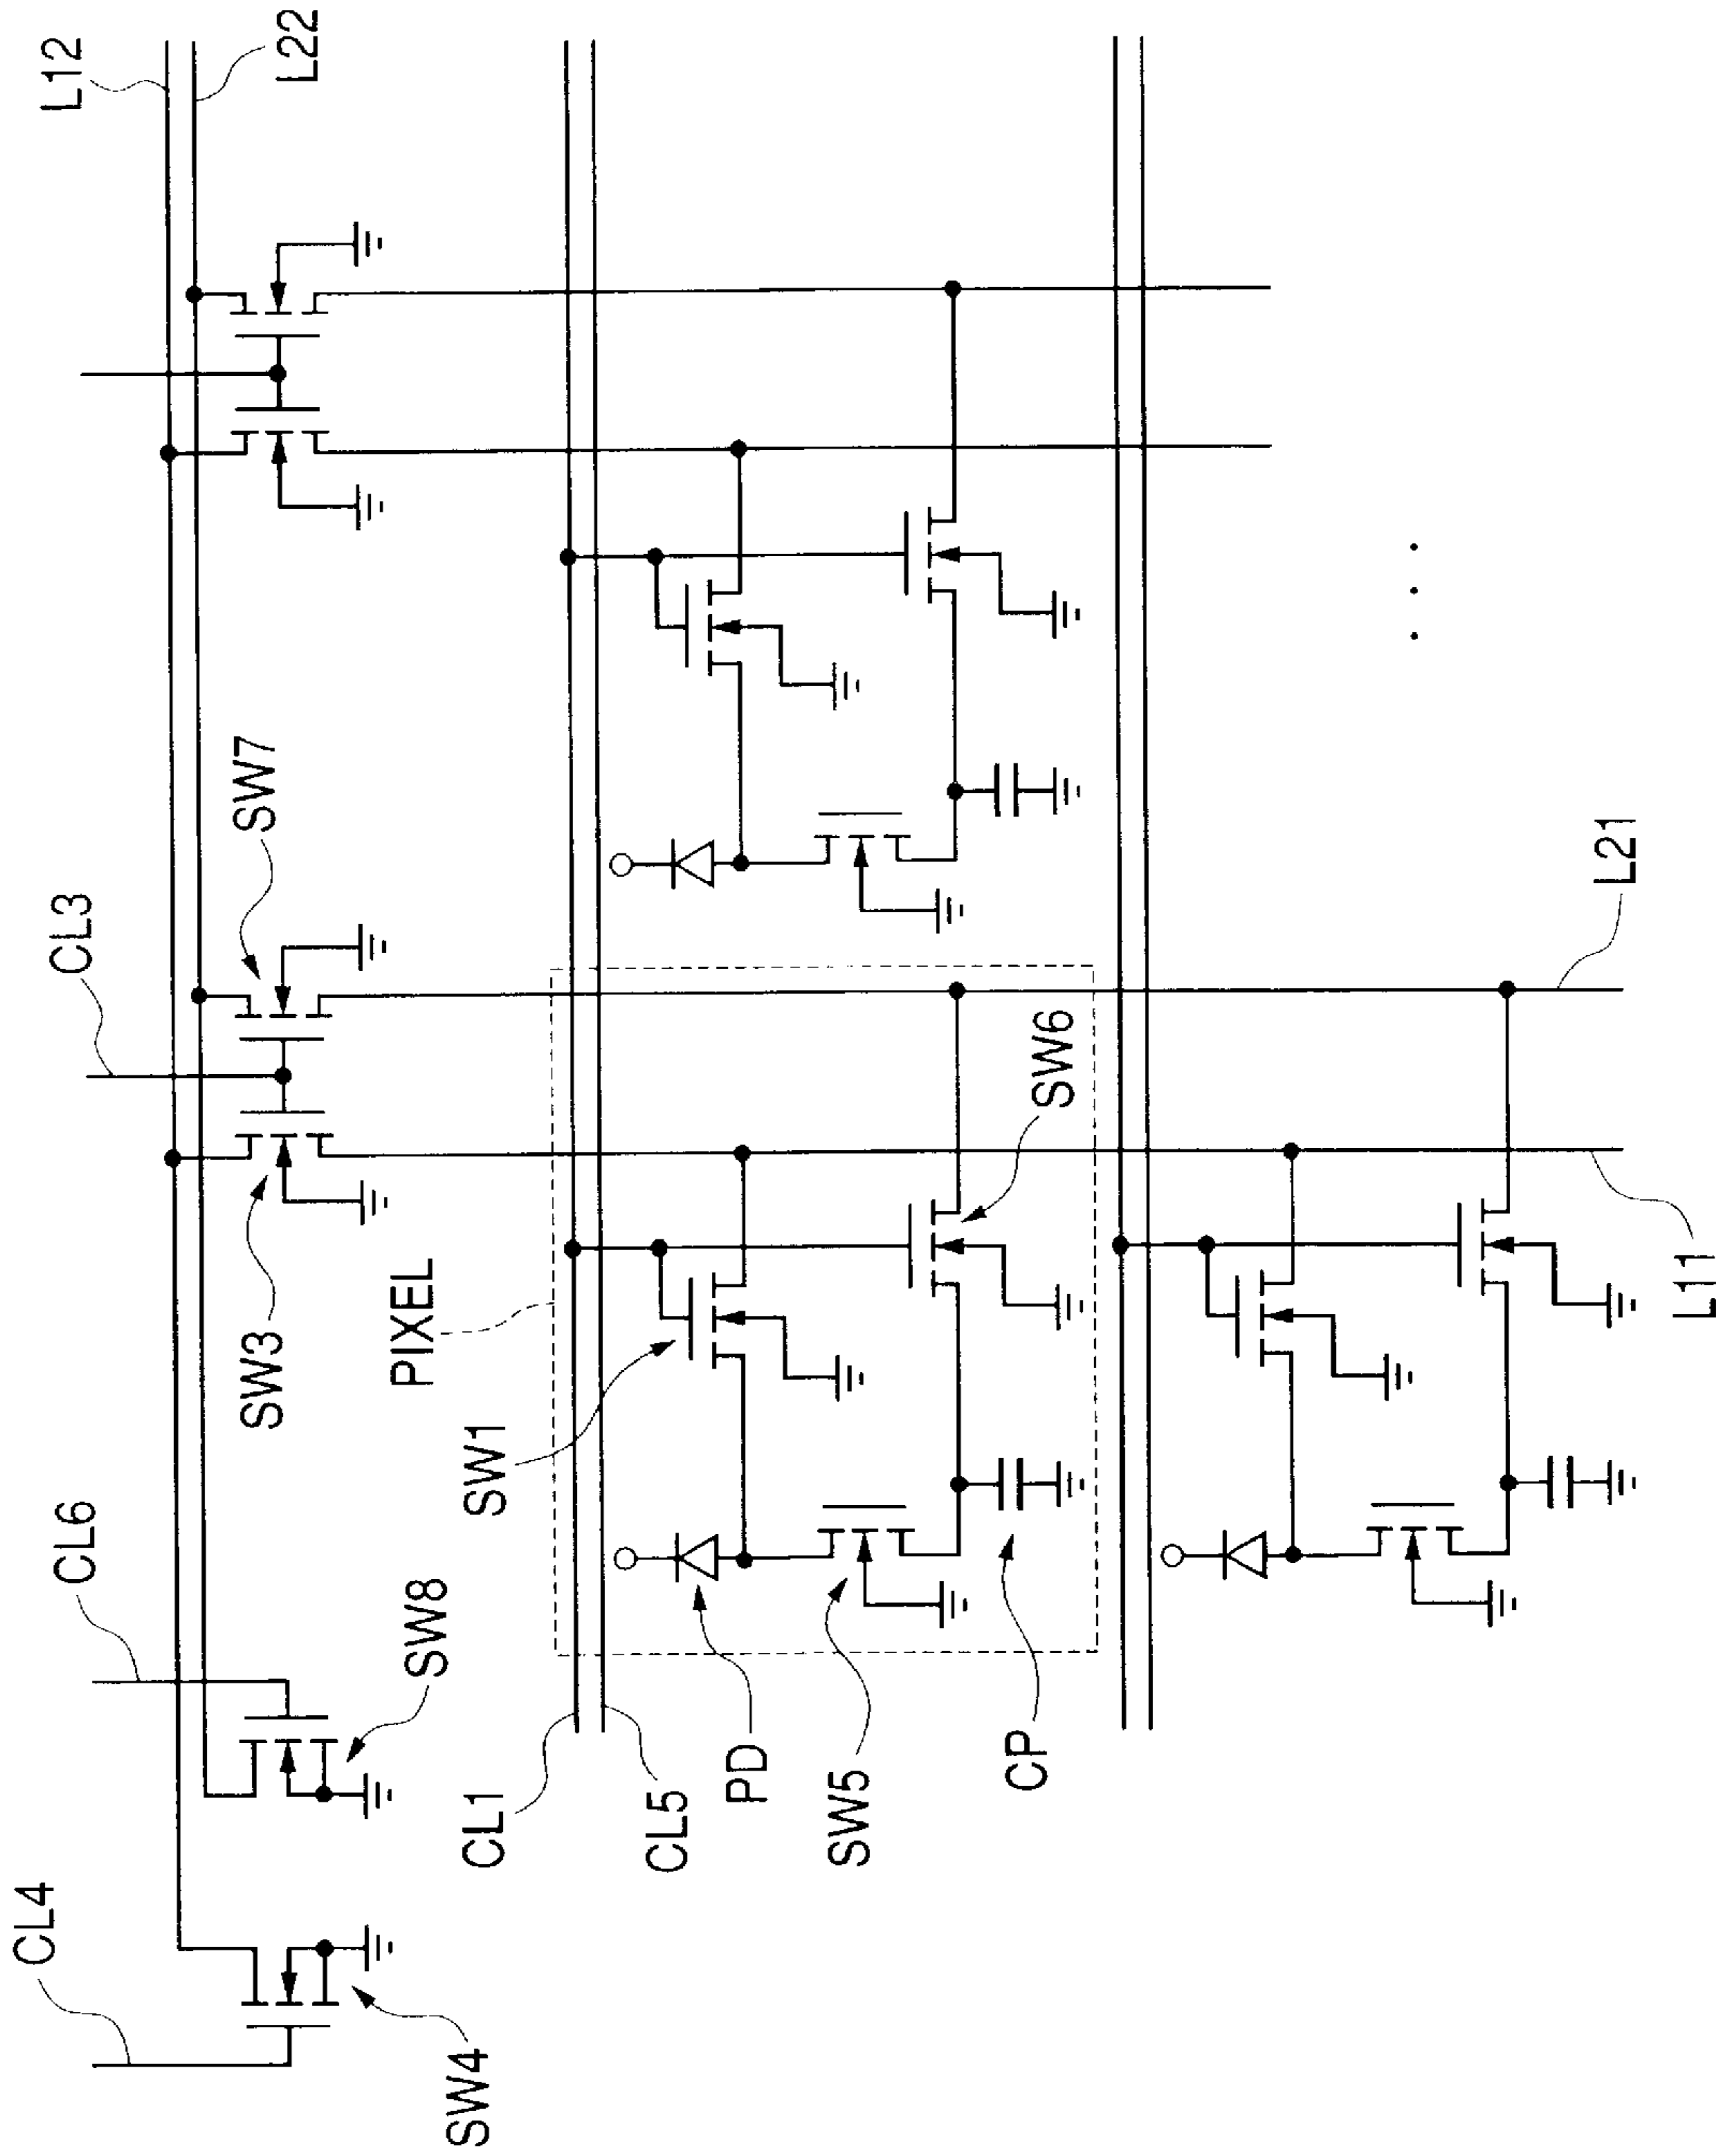 L12
L22
CL3
SW7
SW3
CL6
SW8
CL4
SW4
PIXEL
SW1
SW6
CL1
CL5
PD
SW5
CP
L21
L11